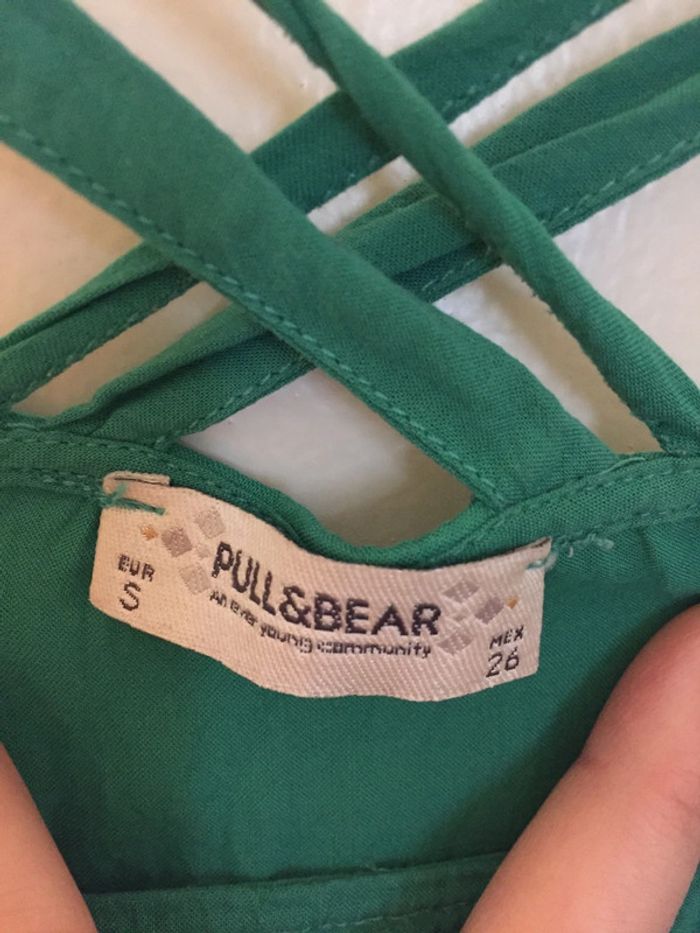 EUR
S
PULL&BEAR
An ever young community
MEX
26